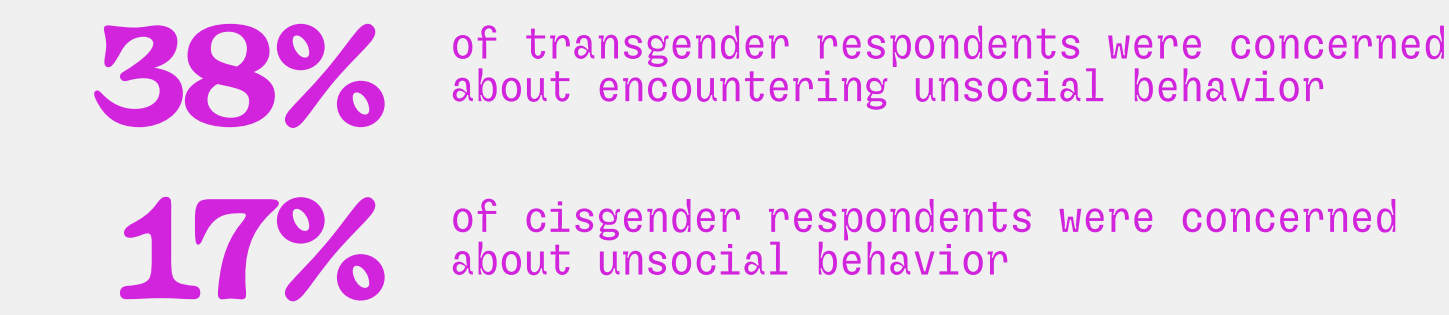 38% of transgender respondents were concerned
about encountering unsocial behavior
17% of cisgender respondents were concerned
about unsocial behavior